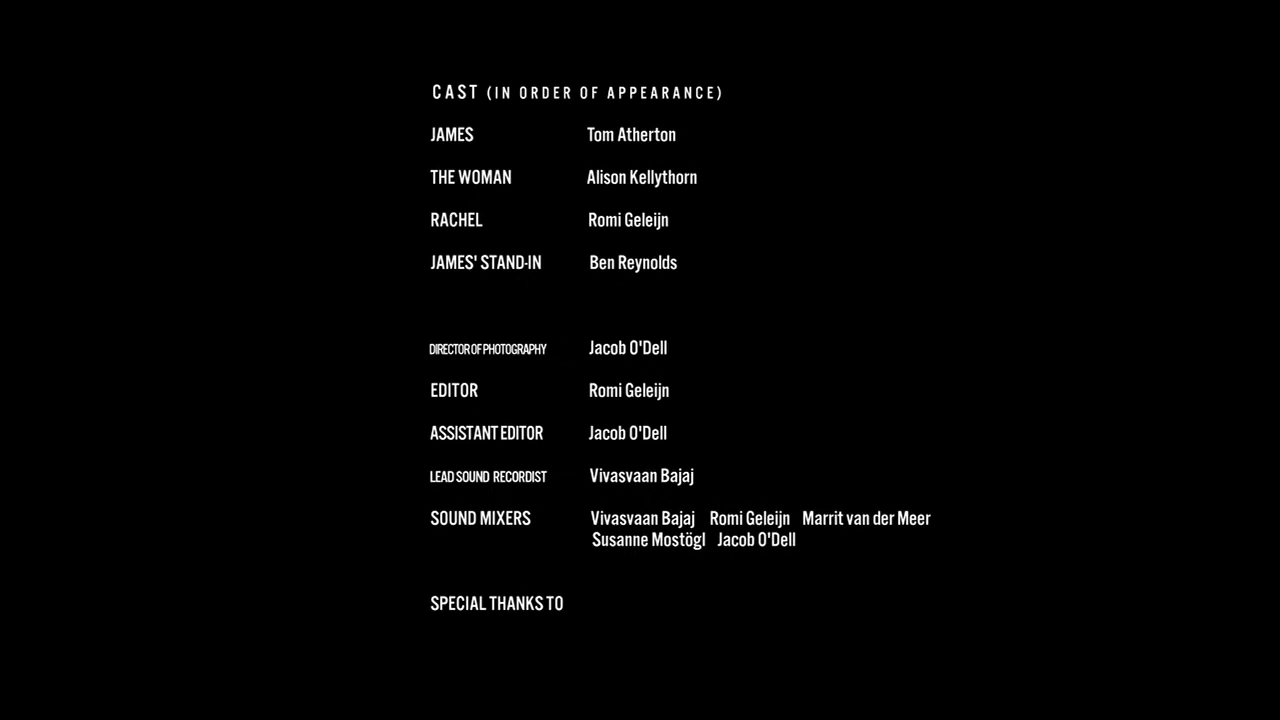 CAST (IN ORDER OF APPEARANCE)
JAMES Tom Atherton
THE WOMAN Alison Kellythorn
RACHEL Romi Geleijn
JAMES' STAND-IN Ben Reynolds
DIRECTOR OF PHOTOGRAPHY Jacob O'Dell
EDITOR Romi Geleijn
ASSISTANT EDITOR Jacob O'Dell
LEAD SOUND RECORDIST Vivasvaan Bajaj
SOUND MIXERS Vivasvaan Bajaj Romi Geleijn Marrit van der Meer
Susanne Mostögl Jacob O'Dell
SPECIAL THANKS TO